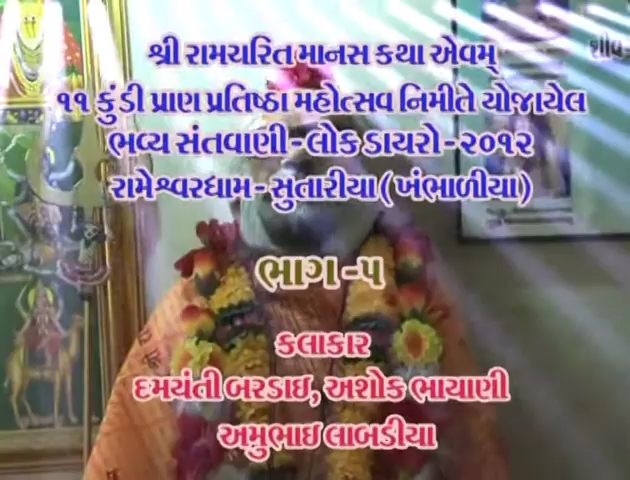 શ્રી રામચરિત માનસ કથા એવમ્
૧૧ કુંડી પ્રાણ પ્રતિષ્ઠા મહોત્સવ નિમીતે યોજાયેલ
ભવ્ય સંતવાણી - લોક ડાયરો - ૨૦૧૨
રામેશ્વરધામ - સુતારીયા ( ખંભાળીયા )
ભાગ -૫
કલાકાર
દમયંતી બરડાઇ, અશોક ભાયાણી
અમુભાઇ લાબડીયા